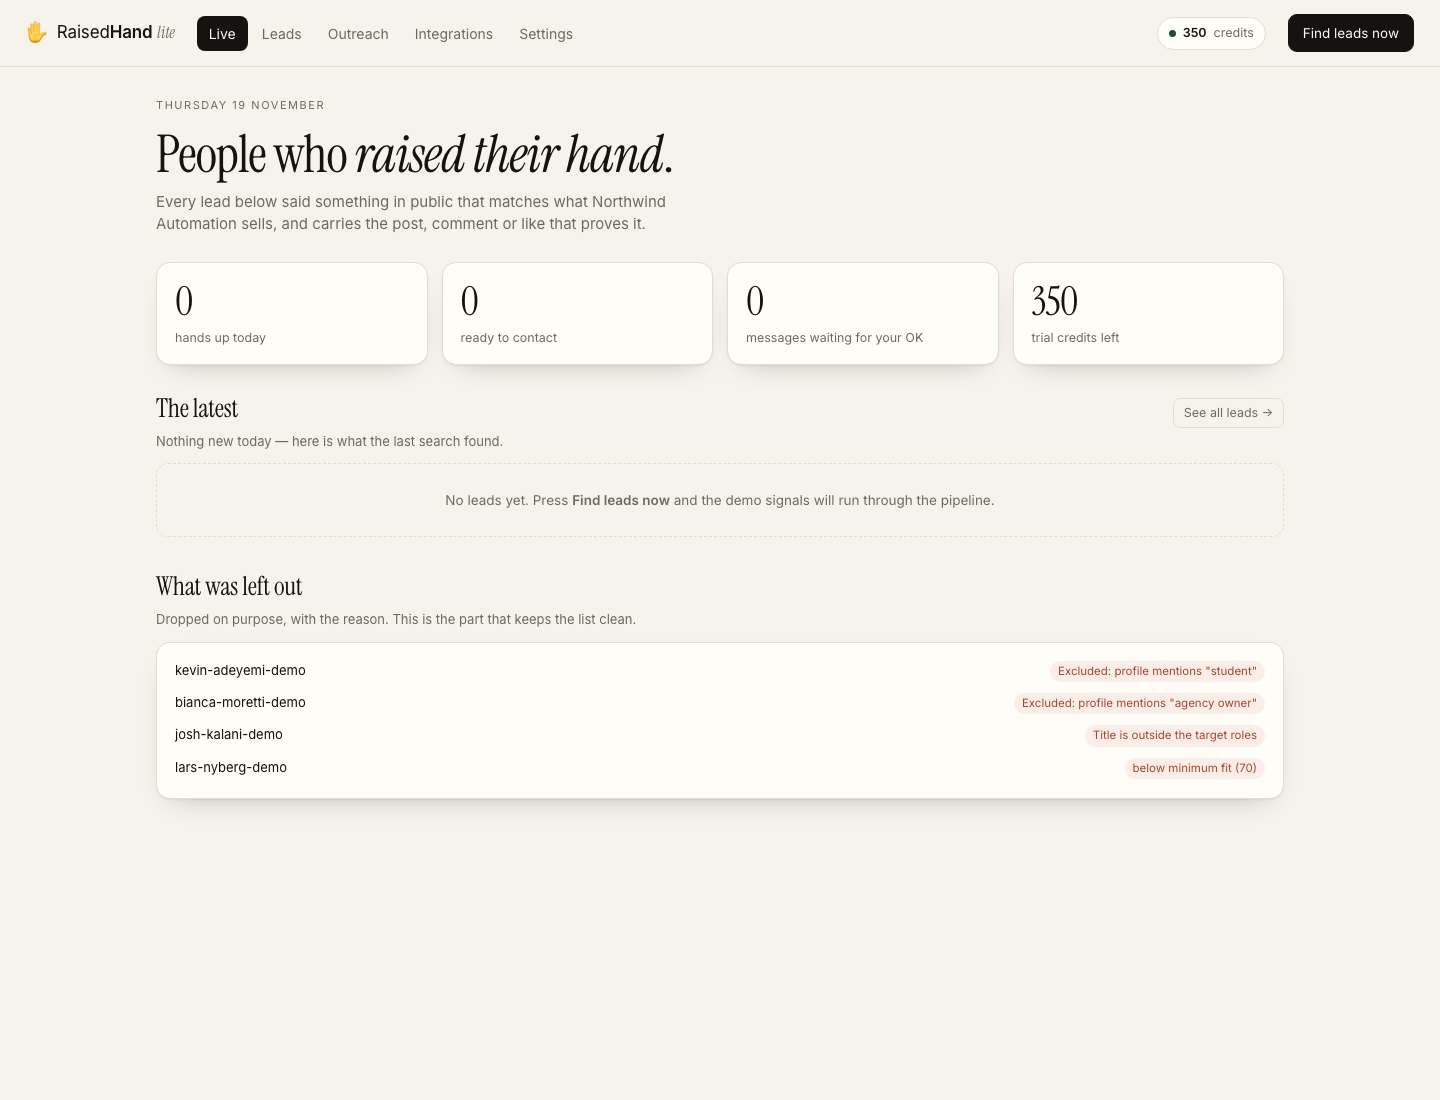 RaisedHand lite
Live
Leads
Outreach
Integrations
Settings
350 credits
Find leads now
THURSDAY 19 NOVEMBER
People who raised their hand.
Every lead below said something in public that matches what Northwind
Automation sells, and carries the post, comment or like that proves it.
0
hands up today
0
ready to contact
0
messages waiting for your OK
350
trial credits left
The latest
See all leads →
Nothing new today — here is what the last search found.
No leads yet. Press Find leads now and the demo signals will run through the pipeline.
What was left out
Dropped on purpose, with the reason. This is the part that keeps the list clean.
kevin-adeyemi-demo
Excluded: profile mentions "student"
bianca-moretti-demo
Excluded: profile mentions "agency owner"
josh-kalani-demo
Title is outside the target roles
lars-nyberg-demo
below minimum fit (70)